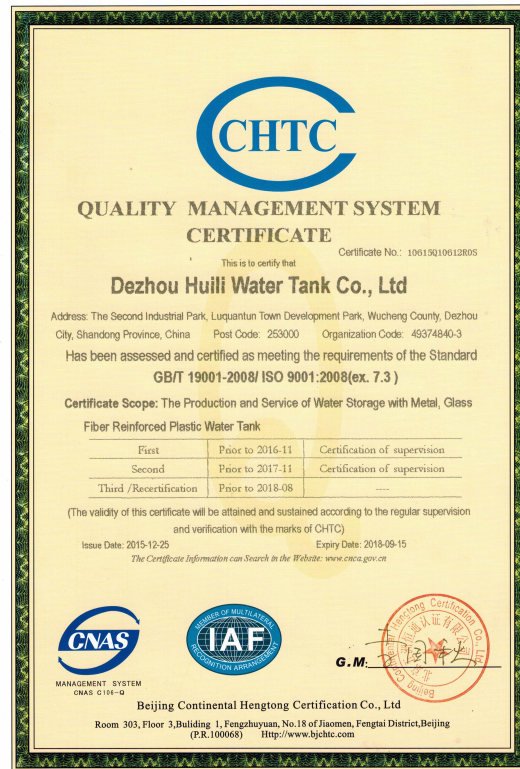 CHTC
QUALITY MANAGEMENT SYSTEM
CERTIFICATE
Certificate No.: 10615Q10612R0S
This is to certify that
Dezhou Huili Water Tank Co., Ltd
Address: The Second Industrial Park, Luquantun Town Development Park, Wucheng County, Dezhou
City, Shandong Province, China Post Code: 253000 Organization Code: 49374840-3
Has been assessed and certified as meeting the requirements of the Standard
GB/T 19001-2008/ ISO 9001:2008(ex. 7.3 )
Certificate Scope: The Production and Service of Water Storage with Metal, Glass
Fiber Reinforced Plastic Water Tank
First Prior to 2016-11 Certification of supervision
Second Prior to 2017-11 Certification of supervision
Third /Recertification Prior to 2018-08 ----
(The validity of this certificate will be attained and sustained according to the regular supervision
and verification with the marks of CHTC)
Issue Date: 2015-12-25 Expiry Date: 2018-09-15
The Certificate Information can Search in the Website: www.cnca.gov.cn
CNAS
MANAGEMENT SYSTEM
CNAS C106-Q
MEMBER OF MULTILATERAL
IAF
RECOGNITION ARRANGEMENT
G.M:
Beijing Continental Hengtong Certification Co., Ltd.
Beijing Continental Hengtong Certification Co., Ltd
Room 303, Floor 3,Buliding 1, Fengzhuyuan, No.18 of Jiaomen, Fengtai District,Beijing
(P.R.100068) Http://www.bjchtc.com